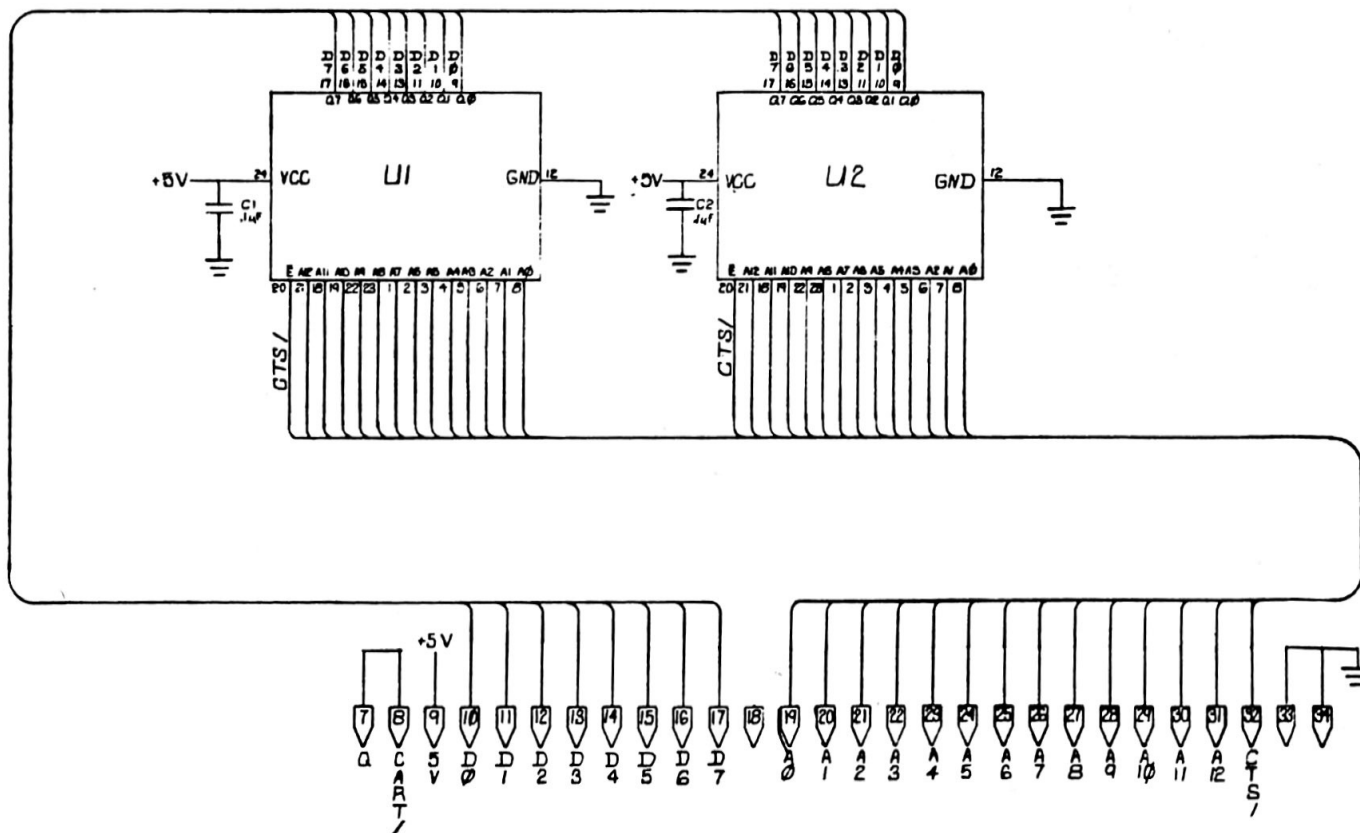 D7 D6 D5 D4 D3 D2 D1 DØ
17 16 15 14 13 11 10 9
Q7 Q6 Q5 Q4 Q3 Q2 Q1 QØ
+5V 24 VCC U1 GND 12
C1
.1µF
E A12 A11 A10 A9 A8 A7 A6 A5 A4 A3 A2 A1 AØ
20 21 18 19 22 23 1 2 3 4 5 6 7 8
CTS/
D7 D6 D5 D4 D3 D2 D1 DØ
17 16 15 14 13 11 10 9
Q7 Q6 Q5 Q4 Q3 Q2 Q1 QØ
+5V 24 VCC U2 GND 12
C2
.1µF
E A12 A11 A10 A9 A8 A7 A6 A5 A4 A3 A2 A1 AØ
20 21 18 19 22 23 1 2 3 4 5 6 7 8
CTS/
+5V
7 8 9 10 11 12 13 14 15 16 17 18 19 20 21 22 23 24 25 26 27 28 29 30 31 32 33 34
Q CART/ 5V DØ D1 D2 D3 D4 D5 D6 D7 AØ A1 A2 A3 A4 A5 A6 A7 A8 A9 A1Ø A11 A12 CTS/